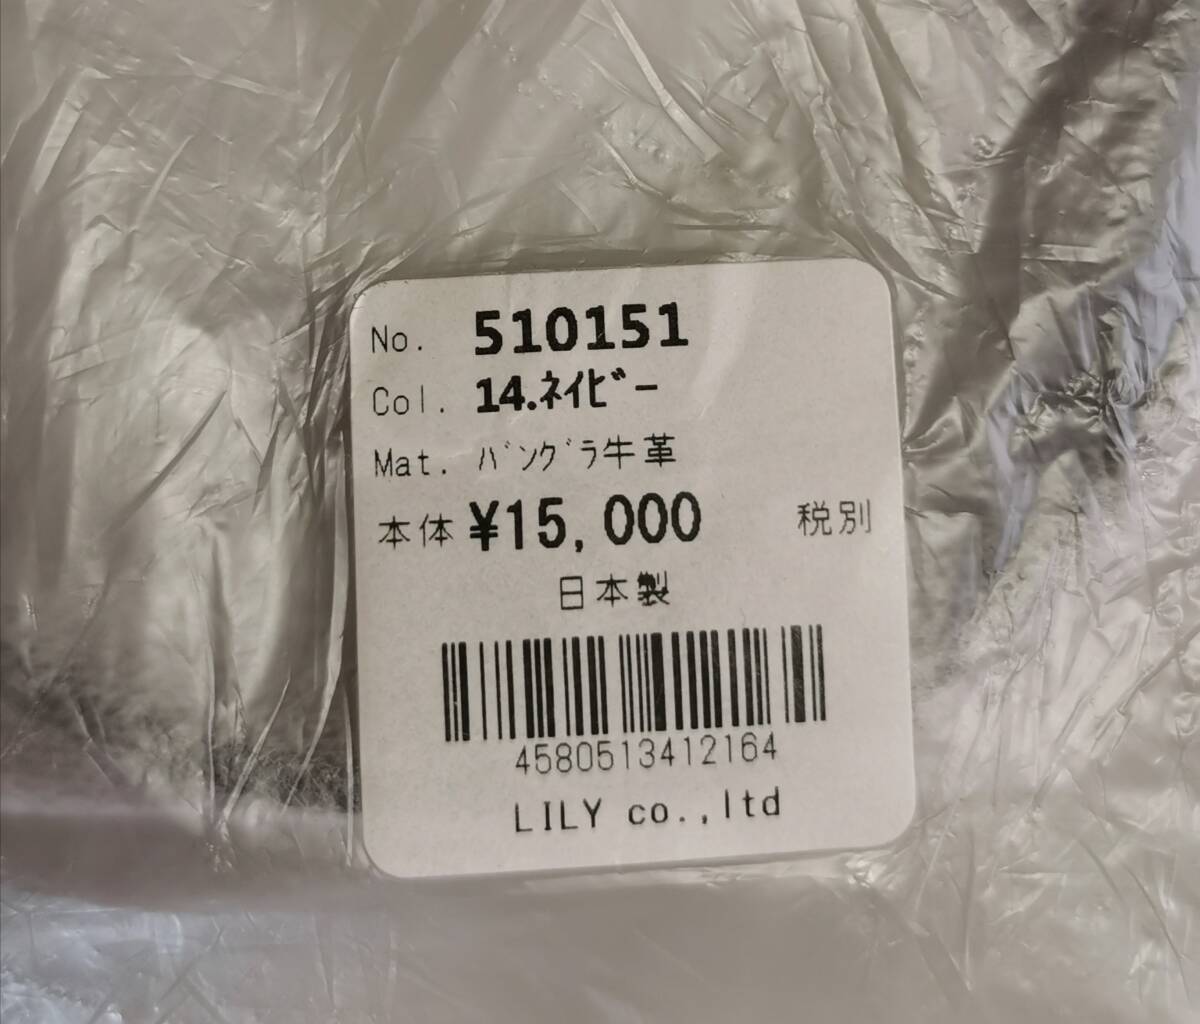 No. 510151
Col. 14.ﾈｲﾋﾞｰ
Mat. ﾊﾞﾝｸﾞﾗ牛革
本体 ¥15,000 税別
日本製
4580513412164
LILY co.,ltd